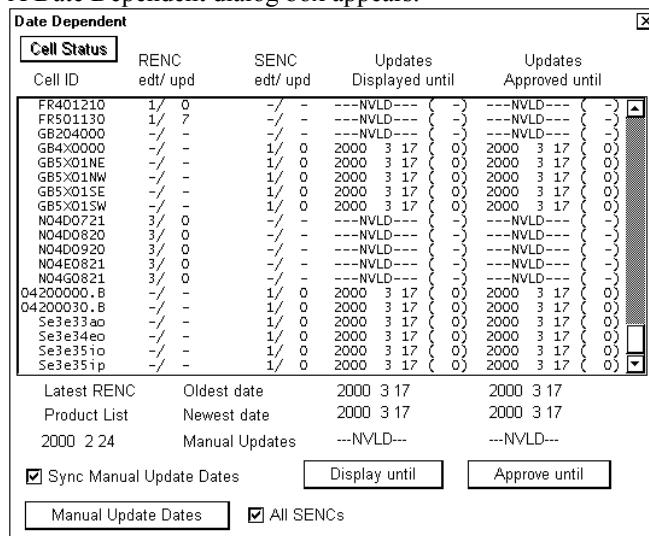 A Date Dependent dialog box appears.
Date Dependent
Cell Status RENC SENC Updates Updates
Cell ID edt/ upd edt/ upd Displayed until Approved until
FR401210 1/ 0 -/ - ---NVLD--- ( -) ---NVLD--- ( -)
FR501130 1/ 7 -/ - ---NVLD--- ( -) ---NVLD--- ( -)
GB204000 -/ - -/ - ---NVLD--- ( -) ---NVLD--- ( -)
GB4X0000 -/ - 1/ 0 2000 3 17 ( 0) 2000 3 17 ( 0)
GB5X01NE -/ - 1/ 0 2000 3 17 ( 0) 2000 3 17 ( 0)
GB5X01NW -/ - 1/ 0 2000 3 17 ( 0) 2000 3 17 ( 0)
GB5X01SE -/ - 1/ 0 2000 3 17 ( 0) 2000 3 17 ( 0)
GB5X01SW -/ - 1/ 0 2000 3 17 ( 0) 2000 3 17 ( 0)
NO4D0721 3/ 0 -/ - ---NVLD--- ( -) ---NVLD--- ( -)
NO4D0820 3/ 0 -/ - ---NVLD--- ( -) ---NVLD--- ( -)
NO4D0920 3/ 0 -/ - ---NVLD--- ( -) ---NVLD--- ( -)
NO4E0821 3/ 0 -/ - ---NVLD--- ( -) ---NVLD--- ( -)
NO4G0821 3/ 0 -/ - ---NVLD--- ( -) ---NVLD--- ( -)
04200000.B -/ - 1/ 0 2000 3 17 ( 0) 2000 3 17 ( 0)
04200030.B -/ - 1/ 0 2000 3 17 ( 0) 2000 3 17 ( 0)
Se3e33ao -/ - 1/ 0 2000 3 17 ( 0) 2000 3 17 ( 0)
Se3e34eo -/ - 1/ 0 2000 3 17 ( 0) 2000 3 17 ( 0)
Se3e35io -/ - 1/ 0 2000 3 17 ( 0) 2000 3 17 ( 0)
Se3e35ip -/ - 1/ 0 2000 3 17 ( 0) 2000 3 17 ( 0)
Latest RENC Oldest date 2000 3 17 2000 3 17
Product List Newest date 2000 3 17 2000 3 17
2000 2 24 Manual Updates ---NVLD--- ---NVLD---
Sync Manual Update Dates Display until Approve until
Manual Update Dates All SENCs